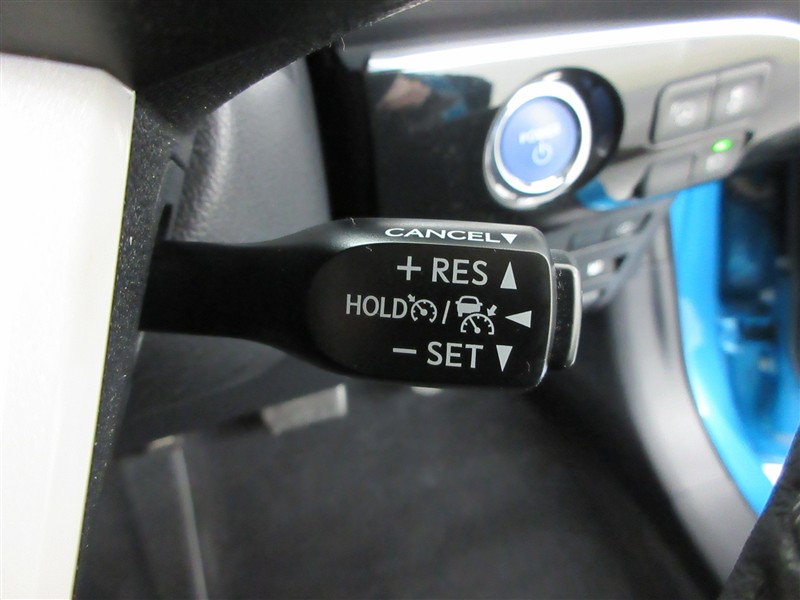 CANCEL▼
+ RES ▲
HOLD / ◀
− SET ▼
POWER